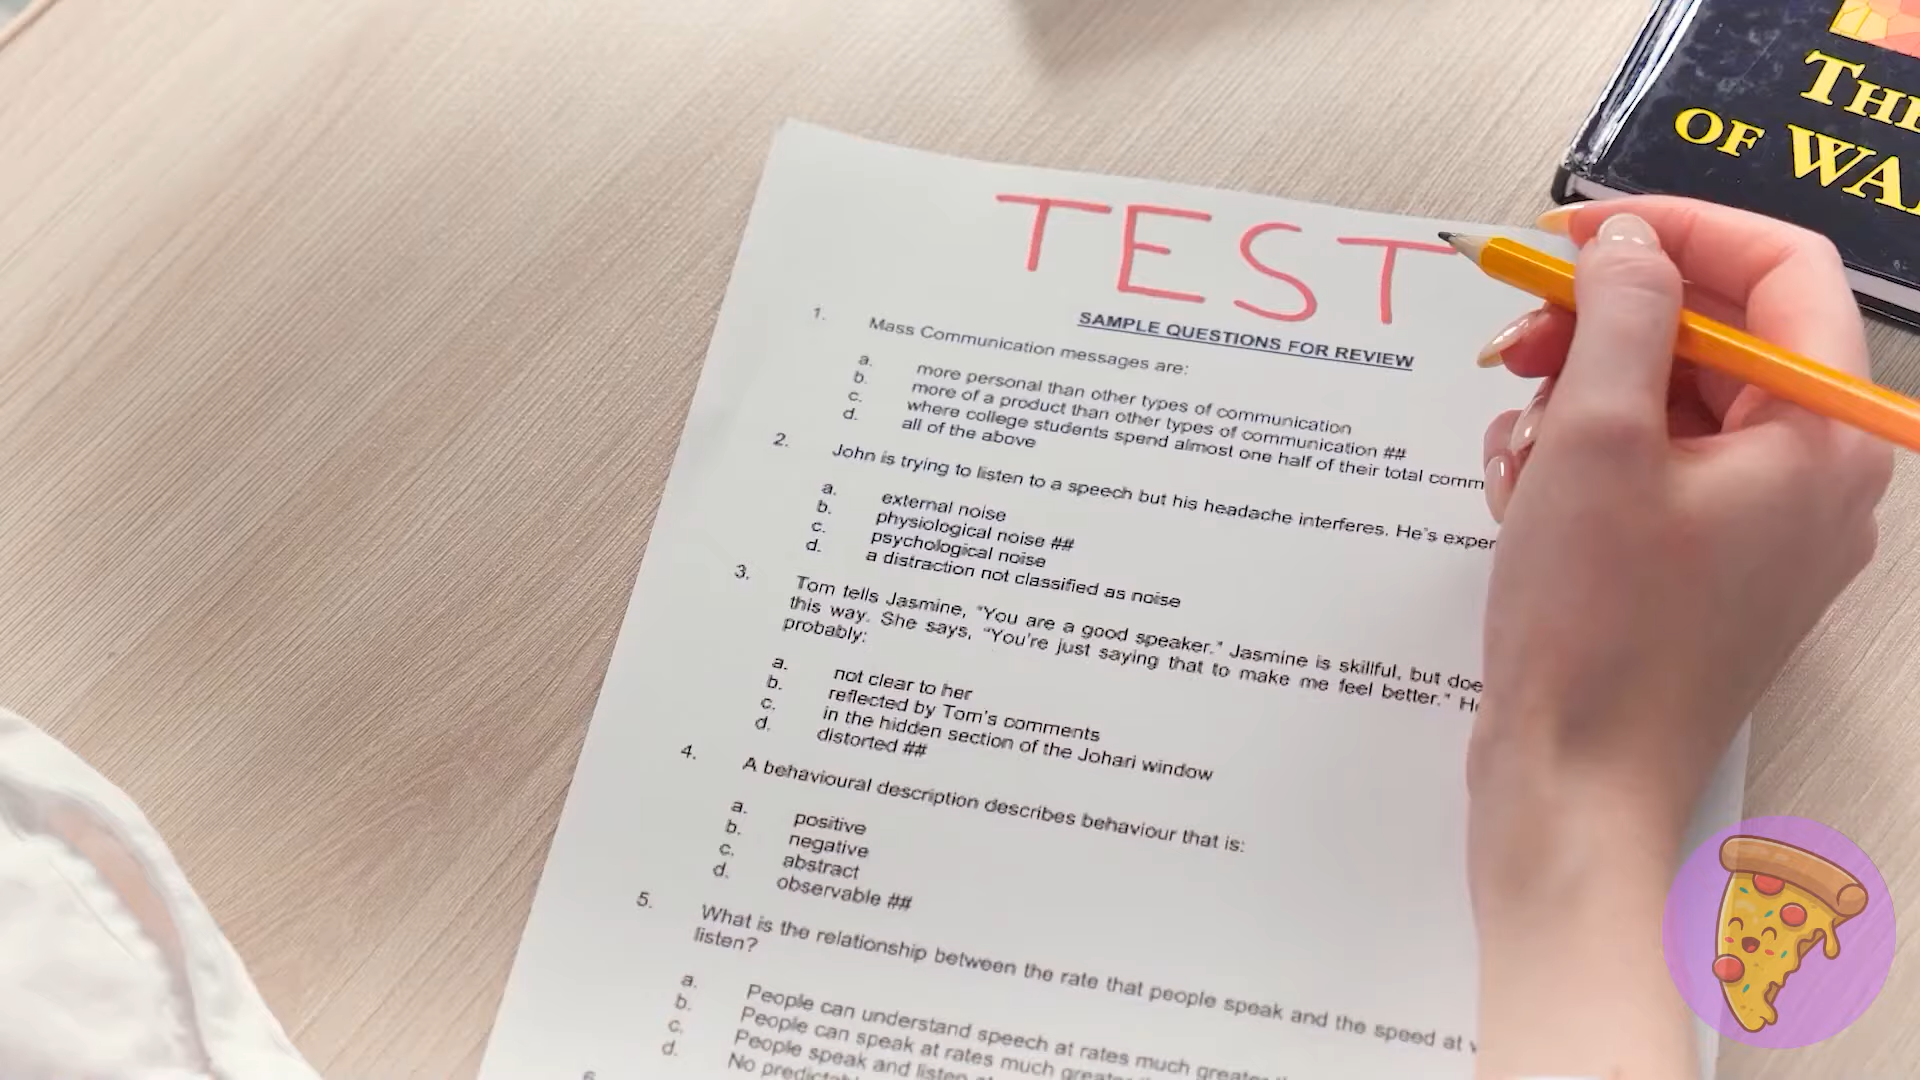 THE
OF WA
TEST
SAMPLE QUESTIONS FOR REVIEW
1. Mass Communication messages are:
a. more personal than other types of communication
b. more of a product than other types of communication ##
c. where college students spend almost one half of their total comm
d. all of the above
2. John is trying to listen to a speech but his headache interferes. He's exper
a. external noise
b. physiological noise ##
c. psychological noise
d. a distraction not classified as noise
3. Tom tells Jasmine, "You are a good speaker." Jasmine is skillful, but doe
this way. She says, "You're just saying that to make me feel better." H
probably:
a. not clear to her
b. reflected by Tom's comments
c. in the hidden section of the Johari window
d. distorted ##
4. A behavioural description describes behaviour that is:
a. positive
b. negative
c. abstract
d. observable ##
5. What is the relationship between the rate that people speak and the speed at
listen?
a. People can understand speech at rates much
b. People can speak at rates much greater
c. People speak and listen
d. No
6.